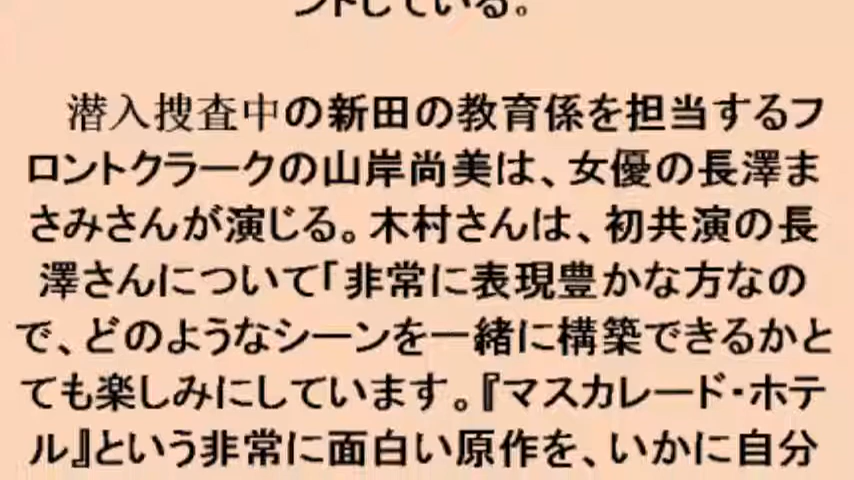 ントしている。
潜入捜査中の新田の教育係を担当するフ
ロントクラークの山岸尚美は、女優の長澤ま
さみさんが演じる。木村さんは、初共演の長
澤さんについて「非常に表現豊かな方なの
で、どのようなシーンを一緒に構築できるかと
ても楽しみにしています。『マスカレード・ホテ
ル』という非常に面白い原作を、いかに自分